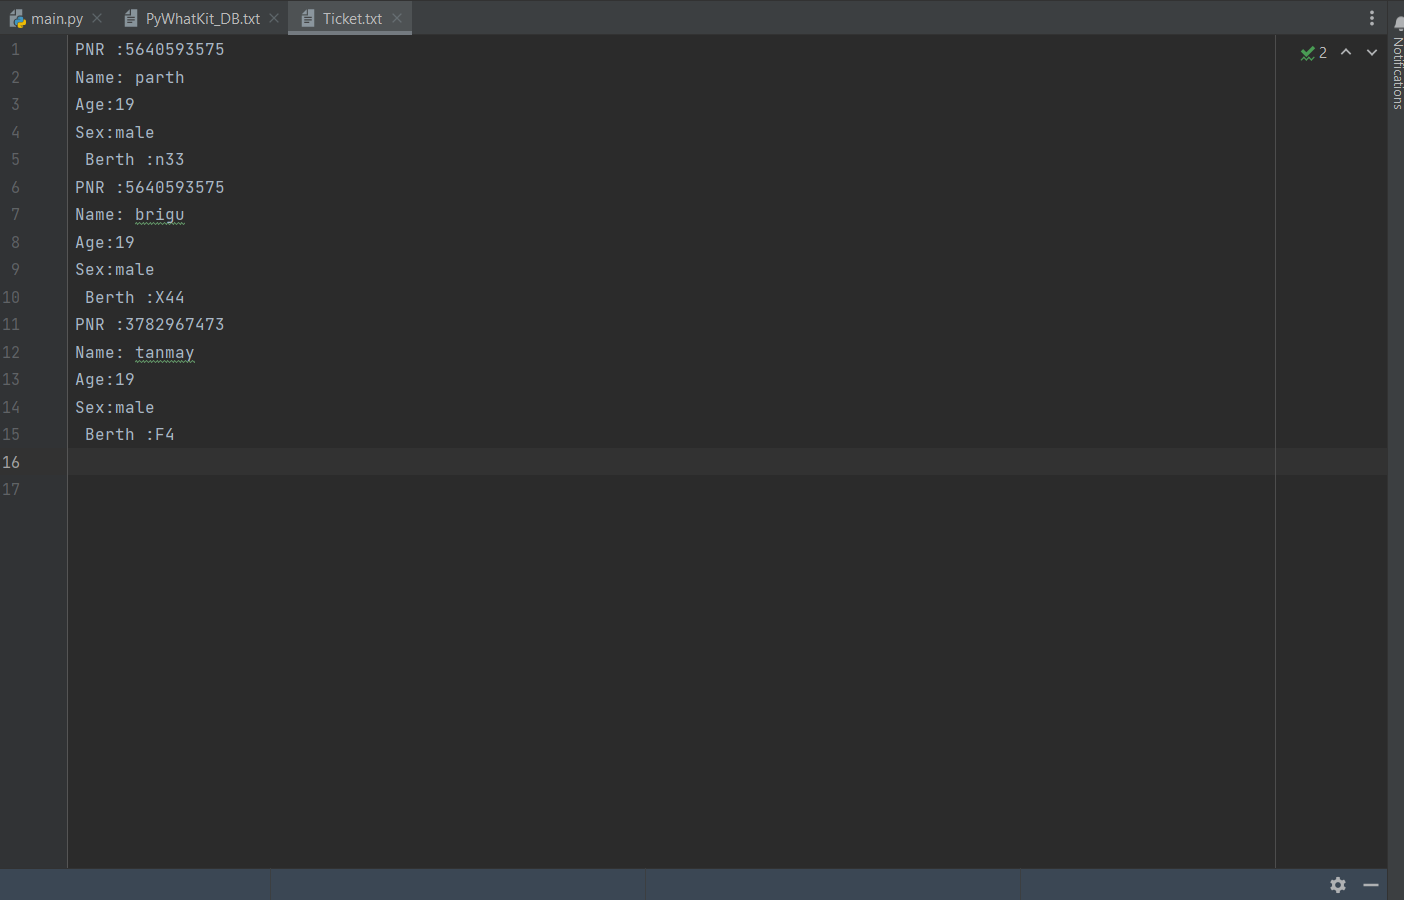 main.py PyWhatKit_DB.txt Ticket.txt
2
Notifications
1 PNR :5640593575
2 Name: parth
3 Age:19
4 Sex:male
5 Berth :n33
6 PNR :5640593575
7 Name: brigu
8 Age:19
9 Sex:male
10 Berth :X44
11 PNR :3782967473
12 Name: tanmay
13 Age:19
14 Sex:male
15 Berth :F4
16
17